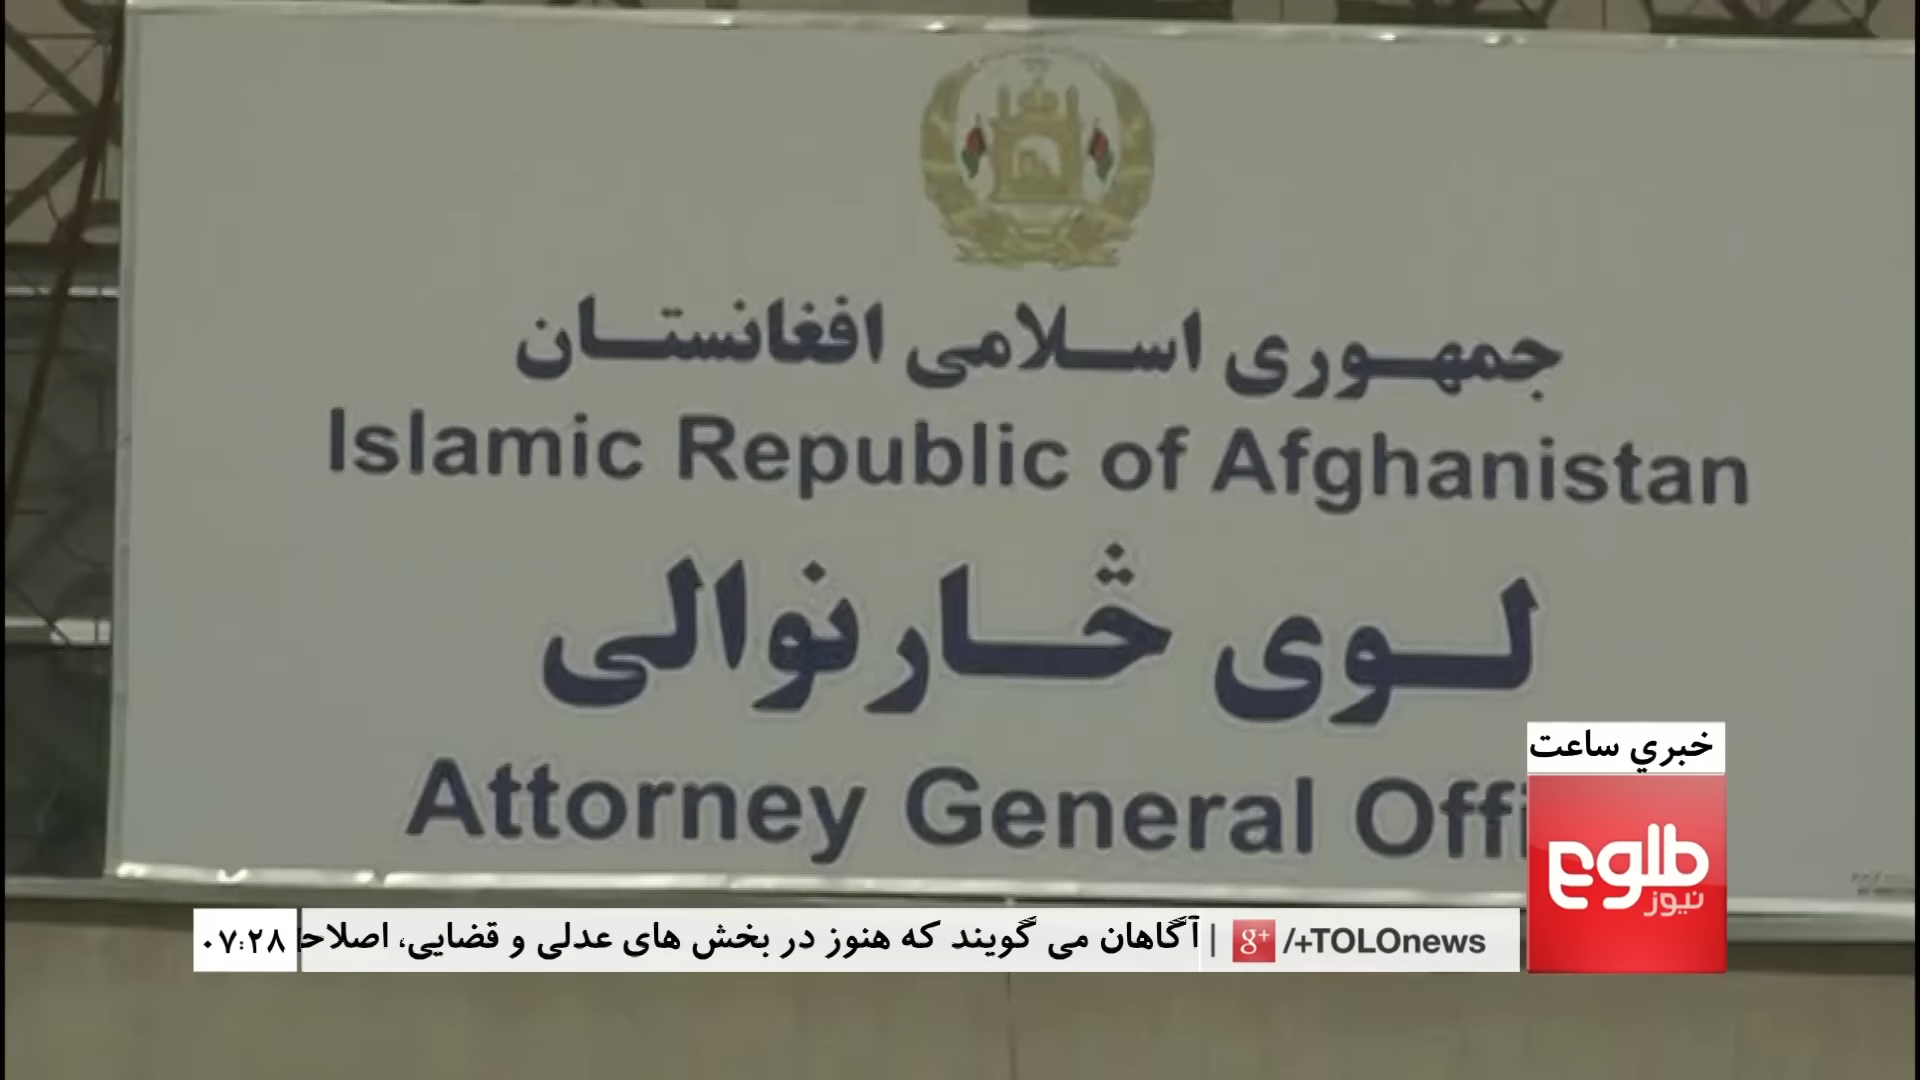 جمهوری اسلامی افغانستان
Islamic Republic of Afghanistan
لوی څارنوالی
Attorney General Offi
خبري ساعت
طلوع
نیوز
۰۷:۲۸
آگاهان می گویند که هنوز در بخش های عدلی و قضایی، اصلاحا
| g+ /+TOLOnews